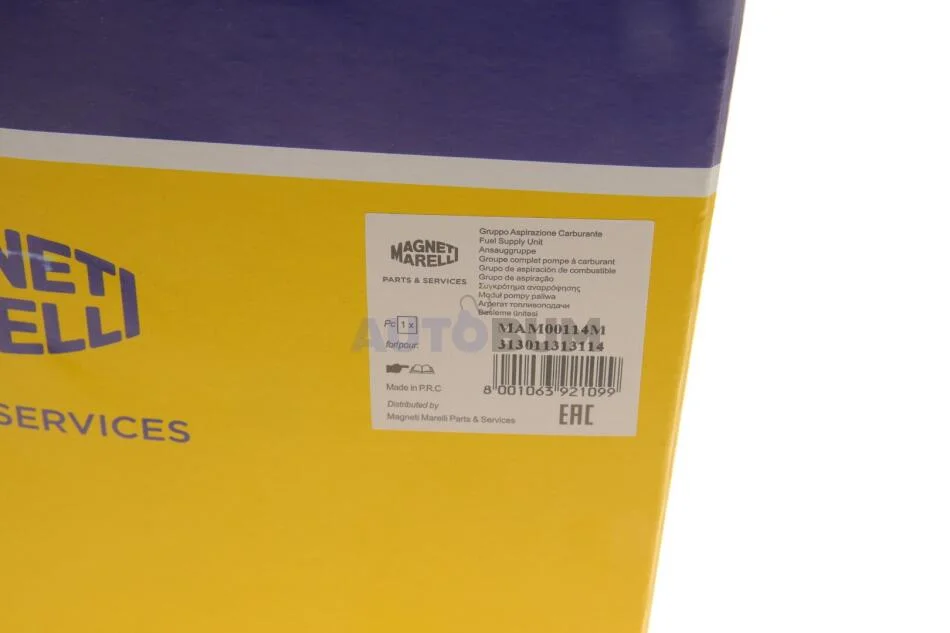 NETI
RELLI
SERVICES
MAGNETI
MARELLI
PARTS & SERVICES
Gruppo Aspirazione Carburante
Fuel Supply Unit
Ansauggruppe
Groupe complet pompe à carburant
Grupo de aspiración de combustible
Grupo de aspiração
Συγκρότημα αναρρόφησης
Moduł pompy paliwa
Агрегат топливоподачи
Besleme ünitesi
Pc 1 x
for/pour:
MAM00114M
313011313114
8 001063 921099
Made in P.R.C
Distributed by
Magneti Marelli Parts & Services
EAC
AUTODUM